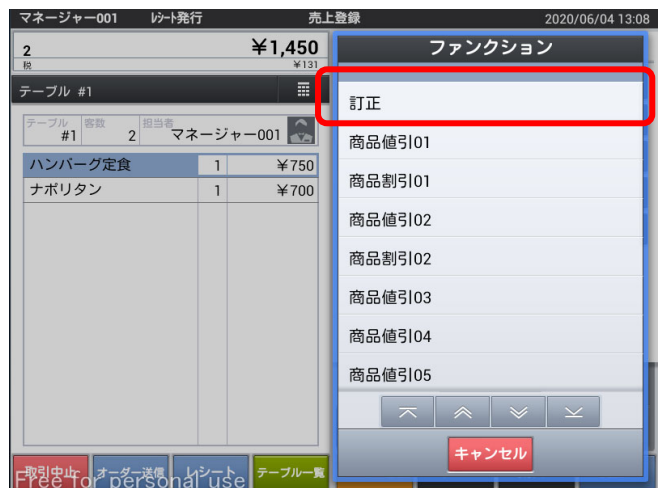 マネージャー001 レシート発行 売上登録 2020/06/04 13:08
2 ¥1,450
税 ¥131
テーブル #1
テーブル #1 客数 2 担当者 マネージャー001
ハンバーグ定食 1 ¥750
ナポリタン 1 ¥700
取引中止 オーダー送信 レシート テーブル一覧
Free for personal use
ファンクション
訂正
商品値引01
商品割引01
商品値引02
商品割引02
商品値引03
商品値引04
商品値引05
キャンセル